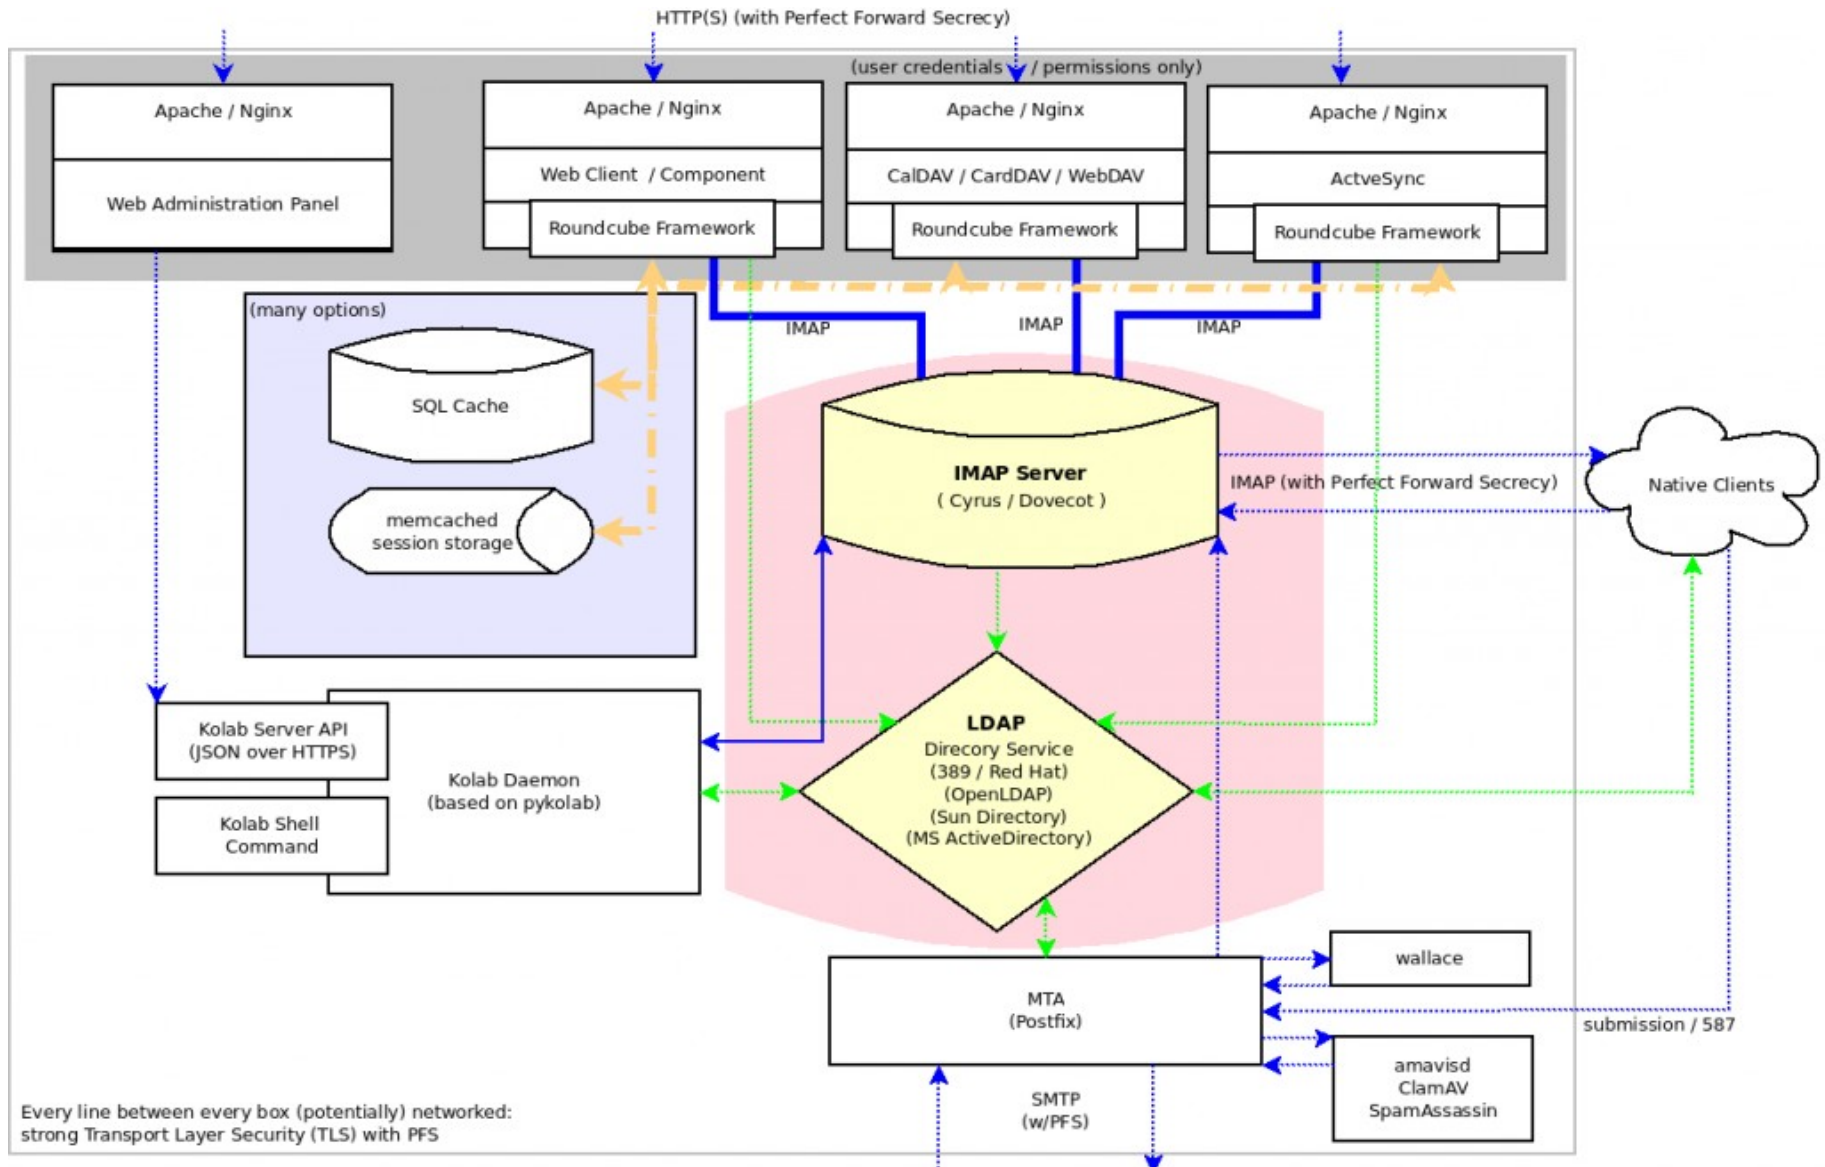 HTTP(S) (with Perfect Forward Secrecy)
(user credentials / permissions only)
Apache / Nginx
Web Administration Panel
Apache / Nginx
Web Client / Component
Roundcube Framework
Apache / Nginx
CalDAV / CardDAV / WebDAV
Roundcube Framework
Apache / Nginx
ActveSync
Roundcube Framework
(many options)
SQL Cache
memcached
session storage
IMAP
IMAP
IMAP
IMAP Server
( Cyrus / Dovecot )
IMAP (with Perfect Forward Secrecy)
Native Clients
Kolab Server API
(JSON over HTTPS)
Kolab Shell
Command
Kolab Daemon
(based on pykolab)
LDAP
Direcory Service
(389 / Red Hat)
(OpenLDAP)
(Sun Directory)
(MS ActiveDirectory)
MTA
(Postfix)
wallace
submission / 587
amavisd
ClamAV
SpamAssassin
SMTP
(w/PFS)
Every line between every box (potentially) networked:
strong Transport Layer Security (TLS) with PFS